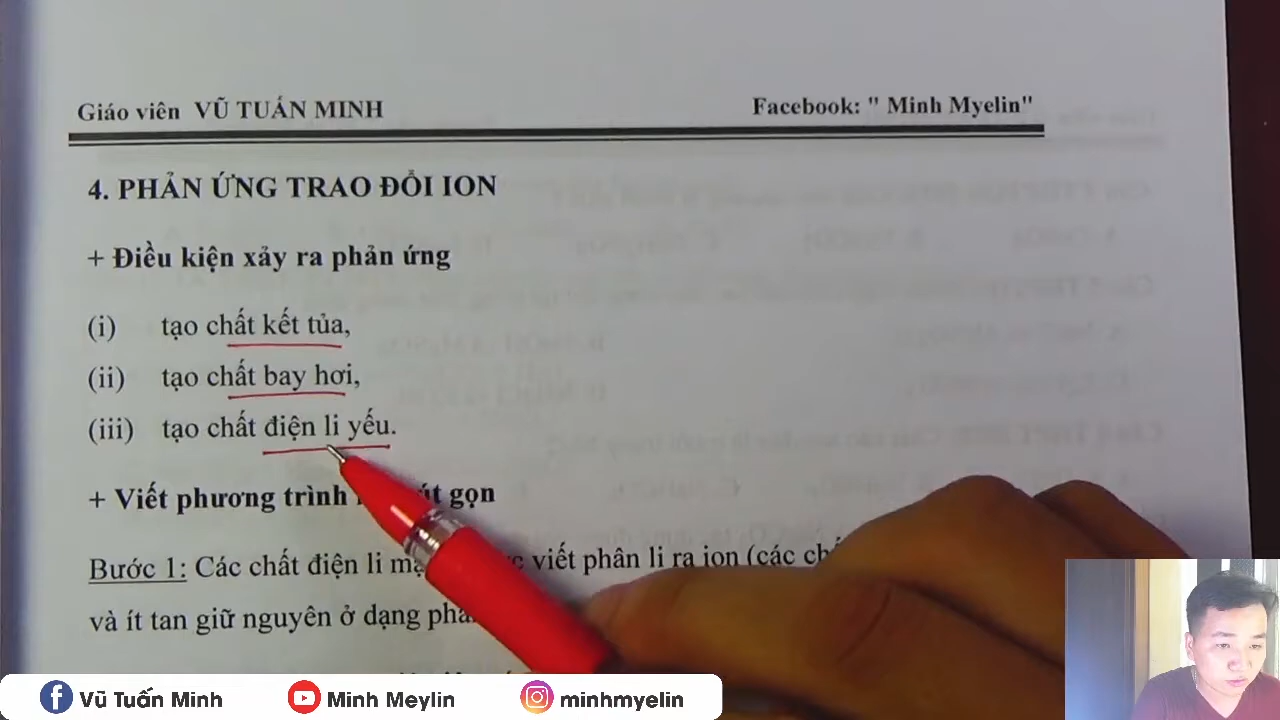 Giáo viên VŨ TUẤN MINH Facebook: " Minh Myelin"
4. PHẢN ỨNG TRAO ĐỔI ION
+ Điều kiện xảy ra phản ứng
(i) tạo chất kết tủa,
(ii) tạo chất bay hơi,
(iii) tạo chất điện li yếu.
+ Viết phương trình gọn
Bước 1: Các chất điện li viết phân li ra ion (các
và ít tan giữ nguyên ở dạng
Vũ Tuấn Minh Minh Meylin minhmyelin